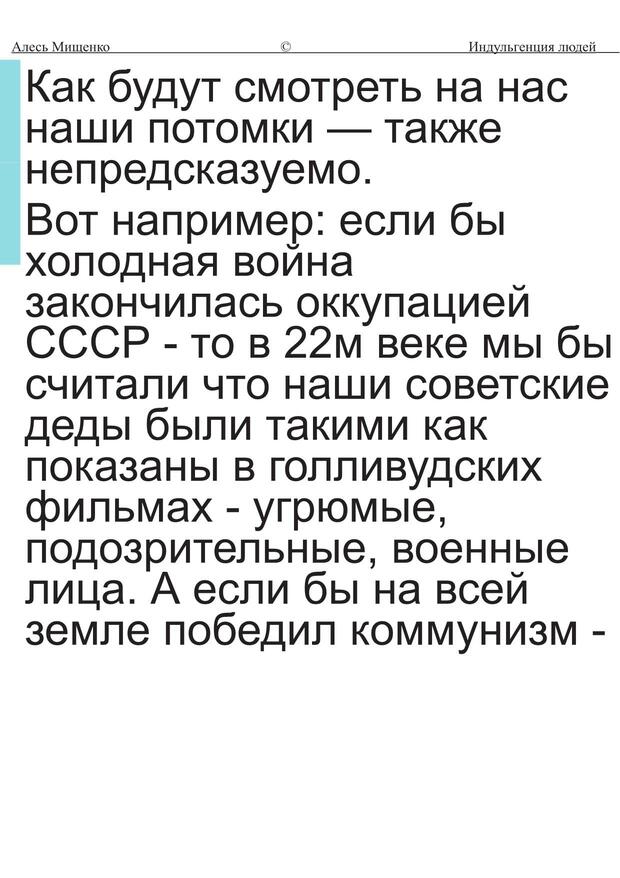 Алесь Мищенко © Индульгенция людей
Как будут смотреть на нас
наши потомки — также
непредсказуемо.
Вот например: если бы
холодная война
закончилась оккупацией
СССР - то в 22м веке мы бы
считали что наши советские
деды были такими как
показаны в голливудских
фильмах - угрюмые,
подозрительные, военные
лица. А если бы на всей
земле победил коммунизм -